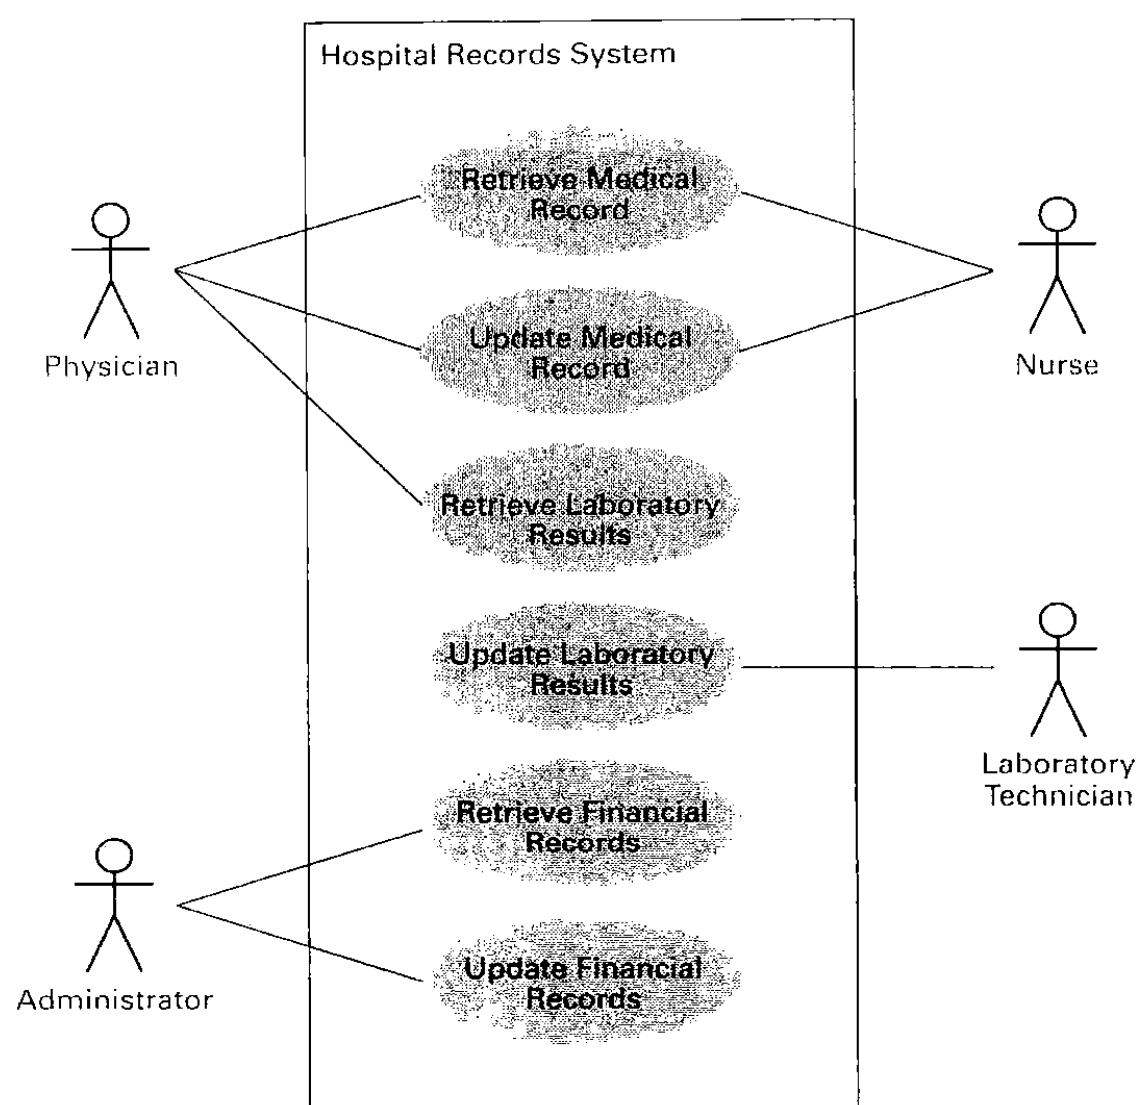 Hospital Records System
Retrieve Medical
Record
Physician
Nurse
Update Medical
Record
Retrieve Laboratory
Results
Update Laboratory
Results
Laboratory
Technician
Retrieve Financial
Records
Administrator
Update Financial
Records